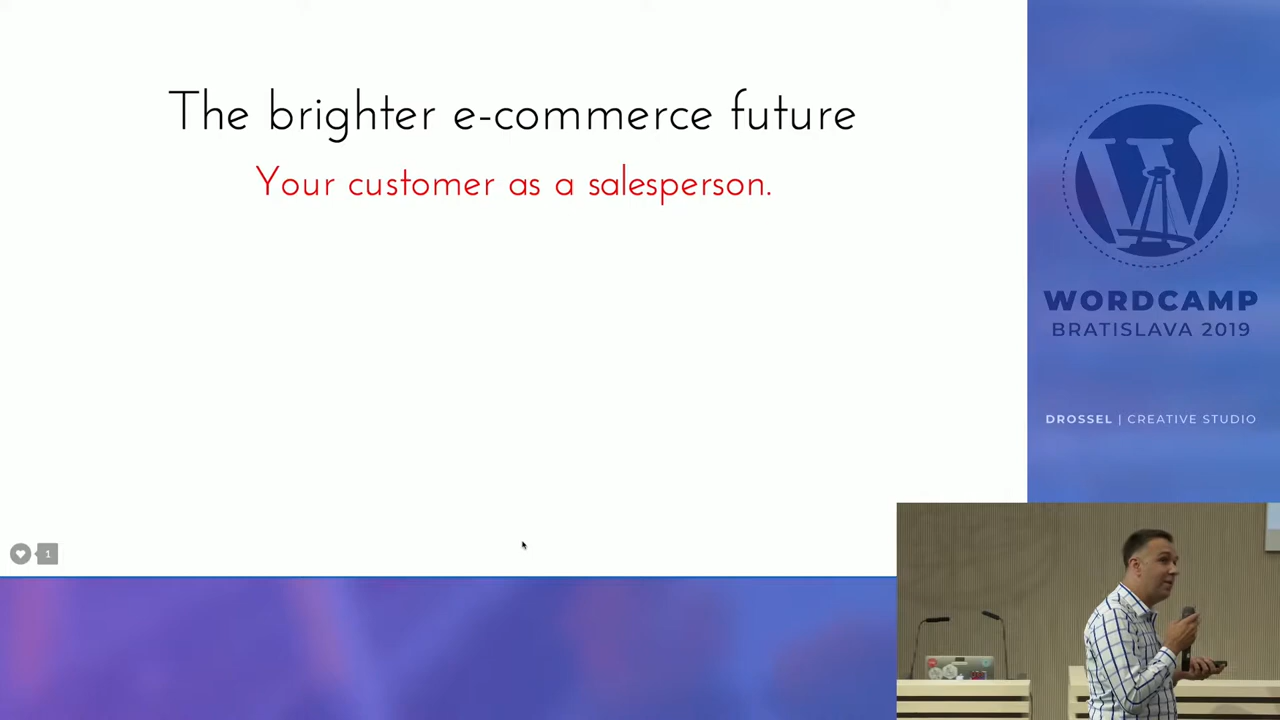 The brighter e-commerce future
Your customer as a salesperson.
WORDCAMP
BRATISLAVA 2019
DROSSEL | CREATIVE STUDIO
1